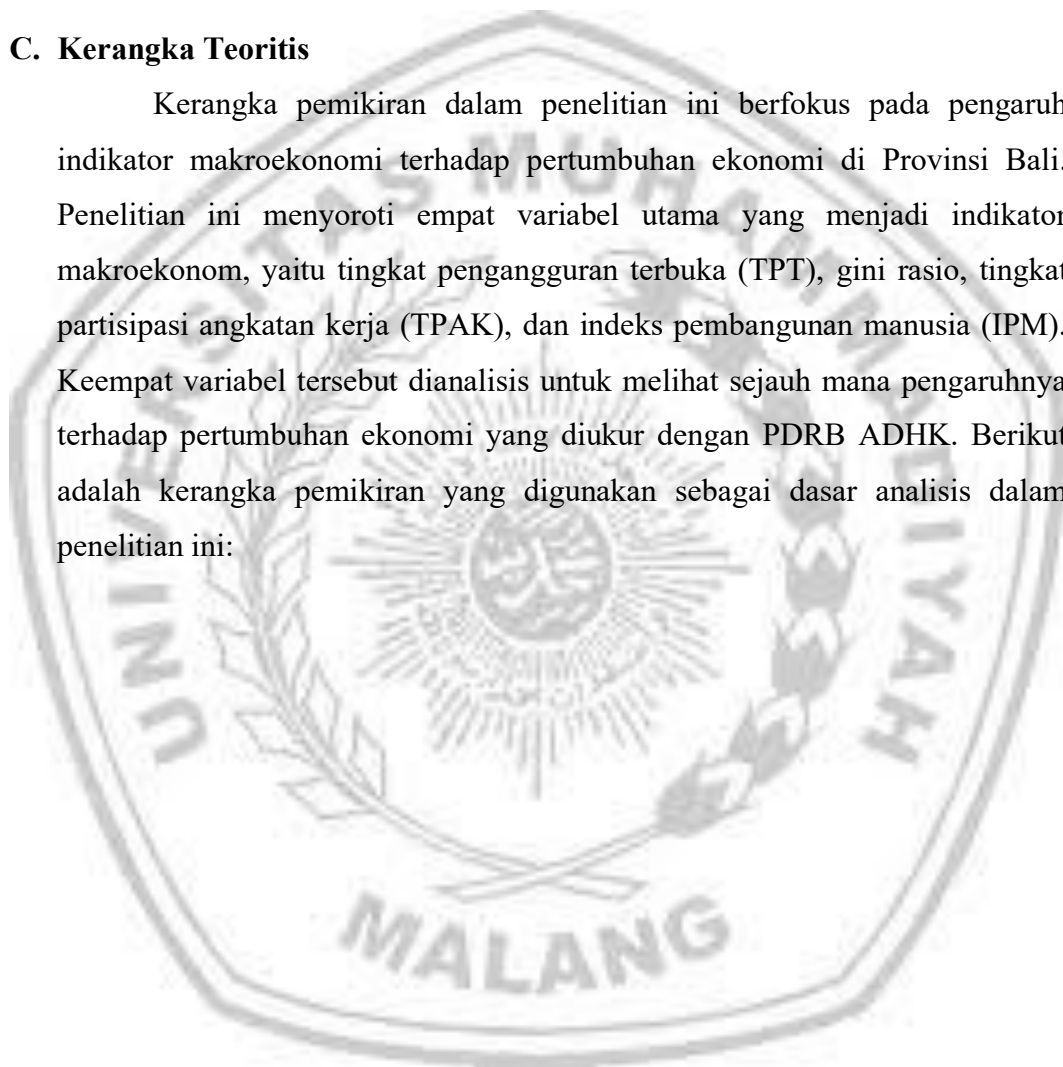 C. Kerangka Teoritis
Kerangka pemikiran dalam penelitian ini berfokus pada pengaruh
indikator makroekonomi terhadap pertumbuhan ekonomi di Provinsi Bali.
Penelitian ini menyoroti empat variabel utama yang menjadi indikator
makroekonom, yaitu tingkat pengangguran terbuka (TPT), gini rasio, tingkat
partisipasi angkatan kerja (TPAK), dan indeks pembangunan manusia (IPM).
Keempat variabel tersebut dianalisis untuk melihat sejauh mana pengaruhnya
terhadap pertumbuhan ekonomi yang diukur dengan PDRB ADHK. Berikut
adalah kerangka pemikiran yang digunakan sebagai dasar analisis dalam
penelitian ini:
UNIVERSITAS MUHAMMADIYAH
MALANG